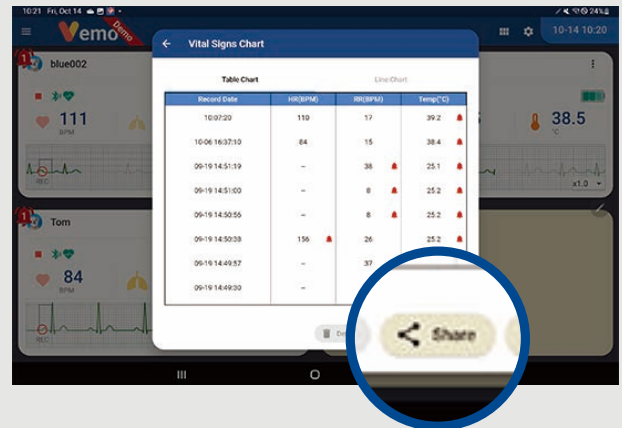 10:21 Fri, Oct 14
Vemo Demo
10-14 10:20
Vital Signs Chart
blue002
Table Chart
Line Chart
Record Date HR(BPM) RR(BPM) Temp(°C)
10:07:20 110 17 39.2
10-06 16:37:10 84 15 38.4
09-19 14:51:19 – 38 25.1
09-19 14:51:00 – 8 25.2
09-19 14:50:56 – 8 25.2
09-19 14:50:38 156 26 25.2
09-19 14:49:57 – 37
09-19 14:49:30 –
111
BPM
38.5
°C
REC
x1.0
Tom
84
BPM
REC
Share